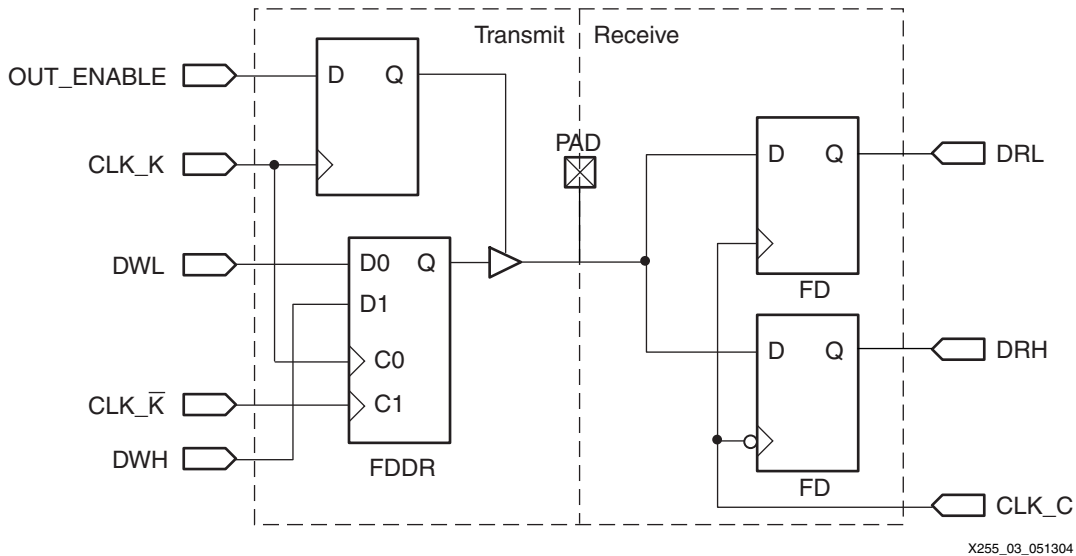 Transmit
Receive
OUT_ENABLE
D Q
CLK_K
PAD
D Q
DRL
DWL
D0 Q
D1
FD
C0
D Q
DRH
CLK_K̅
C1
DWH
FDDR
FD
CLK_C
X255_03_051304